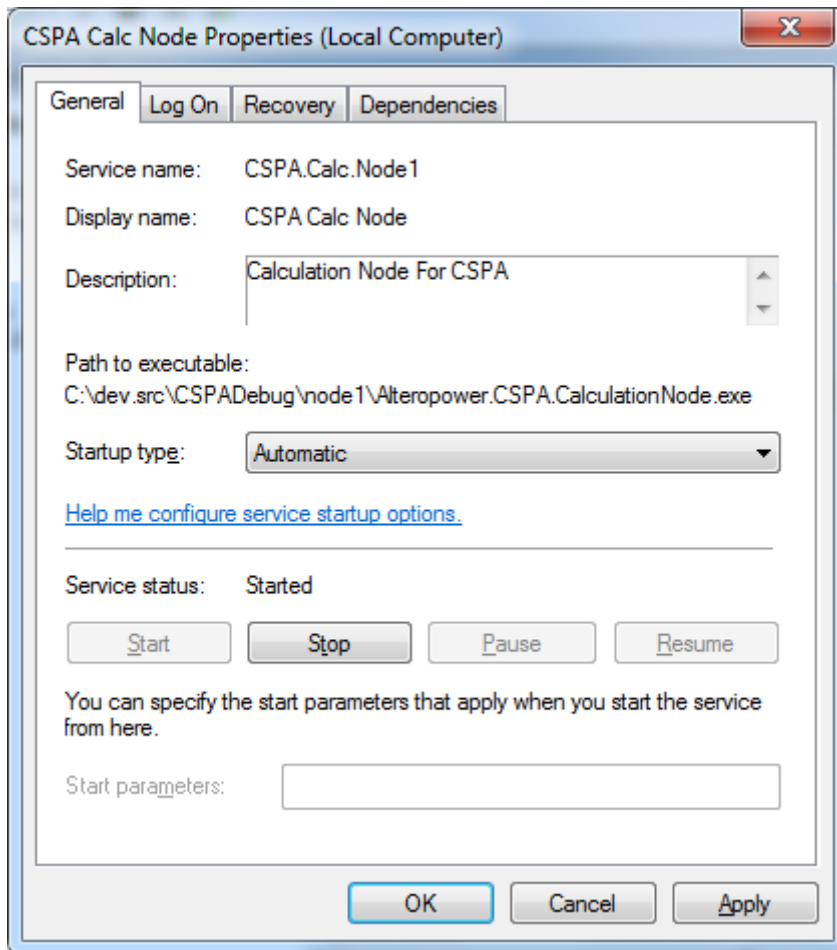 CSPA Calc Node Properties (Local Computer)
General Log On Recovery Dependencies
Service name: CSPA.Calc.Node1
Display name: CSPA Calc Node
Description: Calculation Node For CSPA
Path to executable:
C:\dev.src\CSPADebug\node1\Alteropower.CSPA.CalculationNode.exe
Startup type: Automatic
Help me configure service startup options.
Service status: Started
Start Stop Pause Resume
You can specify the start parameters that apply when you start the service
from here.
Start parameters:
OK Cancel Apply